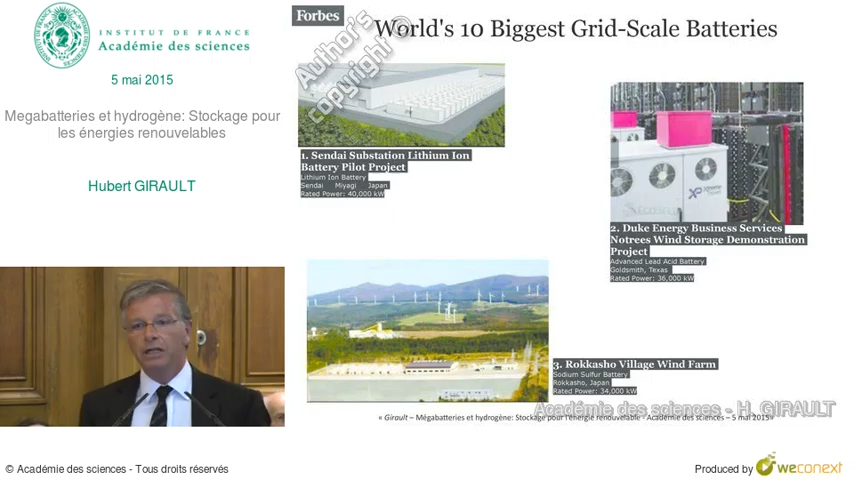 INSTITUT DE FRANCE
Académie des sciences
5 mai 2015
Megabatteries et hydrogène: Stockage pour
les énergies renouvelables
Hubert GIRAULT
Forbes
World's 10 Biggest Grid-Scale Batteries
Author's
copyright ©
1. Sendai Substation Lithium Ion
Battery Pilot Project
Lithium Ion Battery
Sendai Miyagi Japan
Rated Power: 40,000 kW
XP Xtreme Power
2. Duke Energy Business Services
Notrees Wind Storage Demonstration
Project
Advanced Lead Acid Battery
Goldsmith, Texas
Rated Power: 36,000 kW
3. Rokkasho Village Wind Farm
Sodium Sulfur Battery
Rokkasho, Japan
Rated Power: 34,000 kW
Académie des sciences - H. GIRAULT
« Girault – Mégabatteries et hydrogène: Stockage pour l'énergie renouvelable - Académie des sciences – 5 mai 2015»
© Académie des sciences - Tous droits réservés
Produced by weconext